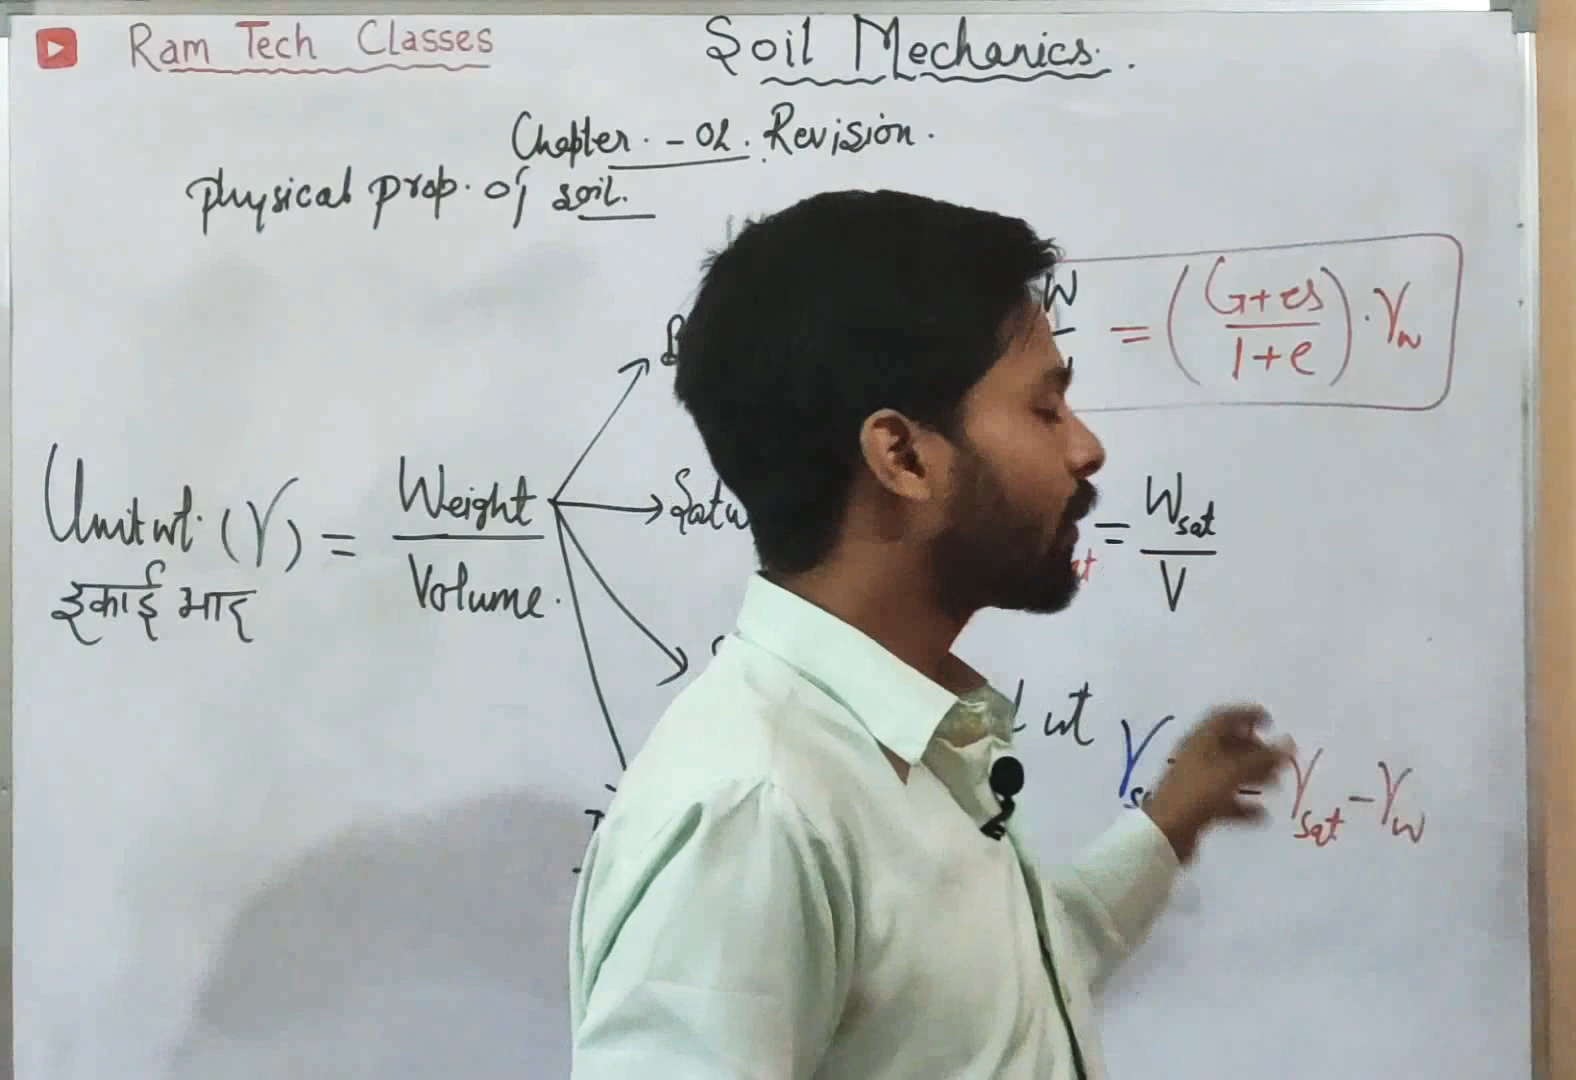 Ram Tech Classes
Soil Mechanics.
Chapter. - 02. Revision.
Physical prop. of soil.
W = (G+es / 1+e) . γw
Unit wt. (γ) = Weight / Volume.
इकाई भार
= Wsat / V
wt
γ = γsat - γw